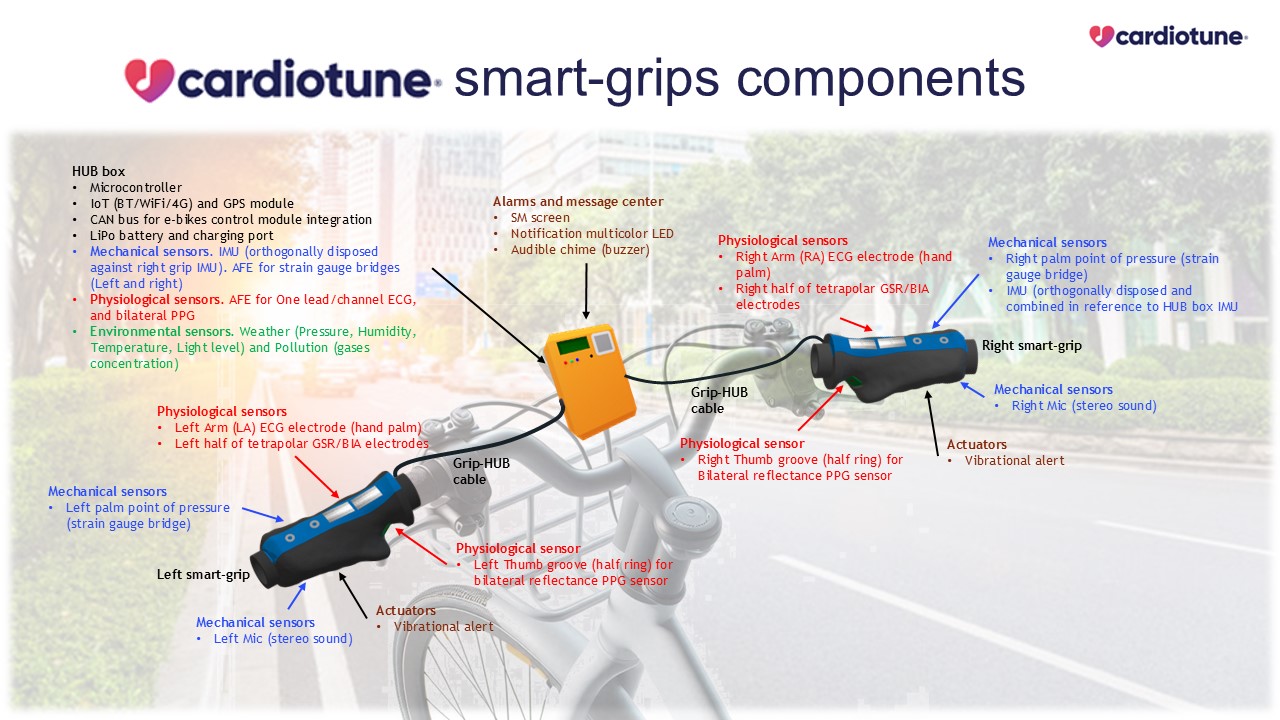 cardiotune®
cardiotune® smart-grips components
HUB box
• Microcontroller
• IoT (BT/WiFi/4G) and GPS module
• CAN bus for e-bikes control module integration
• LiPo battery and charging port
• Mechanical sensors. IMU (orthogonally disposed
against right grip IMU). AFE for strain gauge bridges
(Left and right)
• Physiological sensors. AFE for One lead/channel ECG,
and bilateral PPG
• Environmental sensors. Weather (Pressure, Humidity,
Temperature, Light level) and Pollution (gases
concentration)
Alarms and message center
• SM screen
• Notification multicolor LED
• Audible chime (buzzer)
Physiological sensors
• Right Arm (RA) ECG electrode (hand
palm)
• Right half of tetrapolar GSR/BIA
electrodes
Mechanical sensors
• Right palm point of pressure (strain
gauge bridge)
• IMU (orthogonally disposed and
combined in reference to HUB box IMU
Right smart-grip
Grip-HUB
cable
Mechanical sensors
• Right Mic (stereo sound)
Physiological sensors
• Left Arm (LA) ECG electrode (hand palm)
• Left half of tetrapolar GSR/BIA electrodes
Physiological sensor
• Right Thumb groove (half ring) for
Bilateral reflectance PPG sensor
Actuators
• Vibrational alert
Grip-HUB
cable
Mechanical sensors
• Left palm point of pressure
(strain gauge bridge)
Physiological sensor
• Left Thumb groove (half ring) for
bilateral reflectance PPG sensor
Left smart-grip
Actuators
• Vibrational alert
Mechanical sensors
• Left Mic (stereo sound)